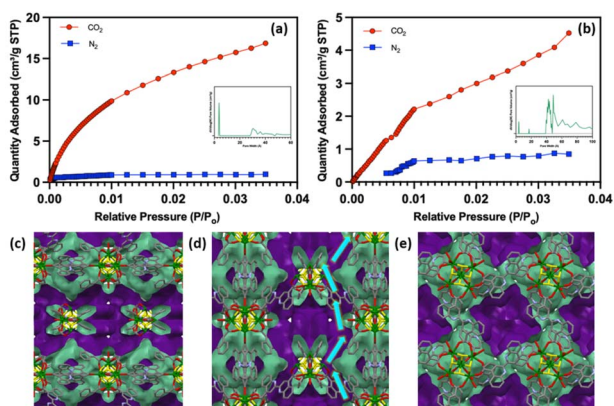 (a)
CO₂
N₂
Quantity Adsorbed (cm³/g STP)
20
15
10
5
0
0.00
0.01
0.02
0.03
0.04
Relative Pressure (P/Pₒ)
(b)
CO₂
N₂
Quantity Adsorbed (cm³/g STP)
5
4
3
2
1
0
0.00
0.01
0.02
0.03
0.04
Relative Pressure (P/Pₒ)
(c)
(d)
(e)